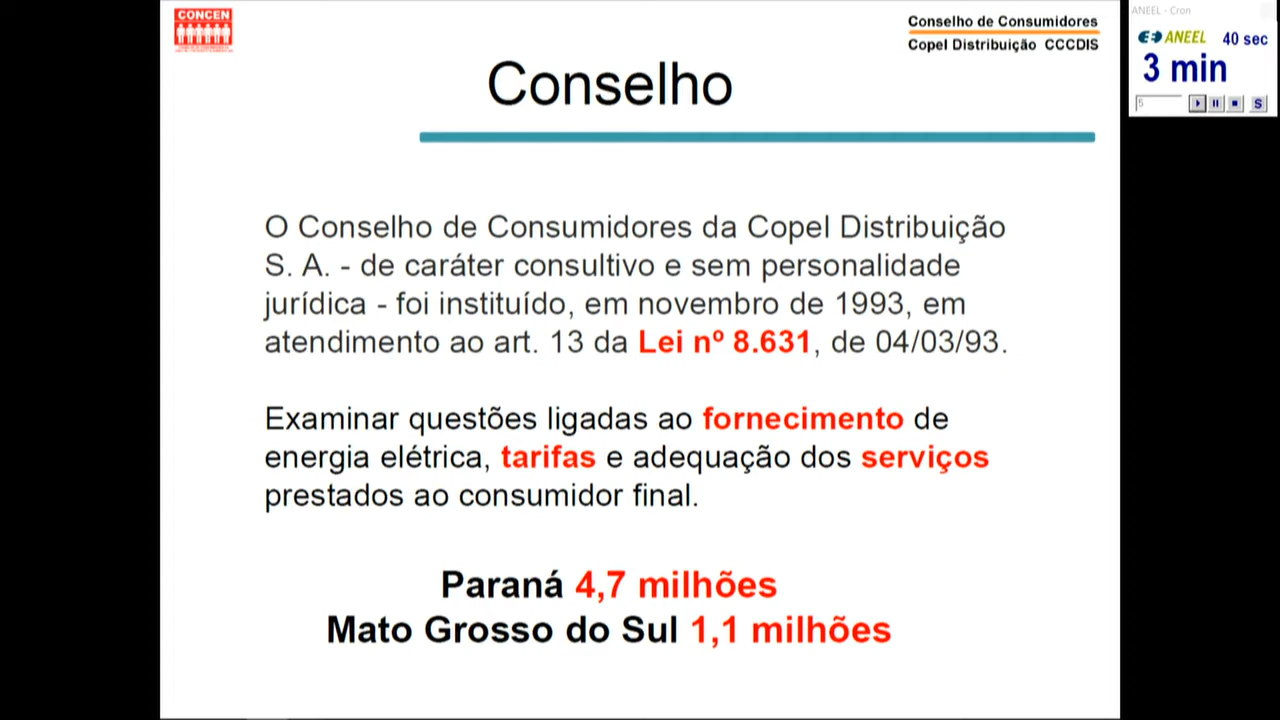 CONCEN
Conselho de Consumidores
Copel Distribuição CCCDIS
ANEEL - Cron
ANEEL
40 sec
3 min
5
S
Conselho
O Conselho de Consumidores da Copel Distribuição
S. A. - de caráter consultivo e sem personalidade
jurídica - foi instituído, em novembro de 1993, em
atendimento ao art. 13 da Lei nº 8.631, de 04/03/93.
Examinar questões ligadas ao fornecimento de
energia elétrica, tarifas e adequação dos serviços
prestados ao consumidor final.
Paraná 4,7 milhões
Mato Grosso do Sul 1,1 milhões